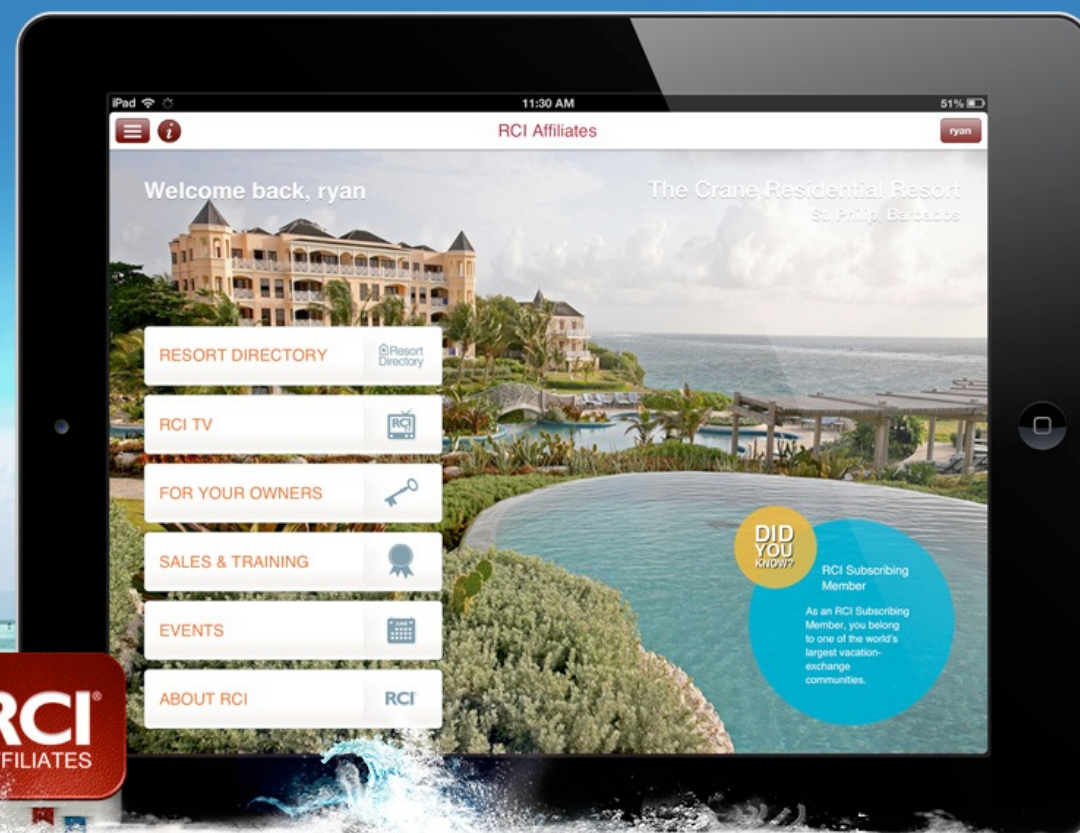 iPad 11:30 AM 51%
i RCI Affiliates ryan
Welcome back, ryan
The Crane Residential Resort
St. Philip, Barbados
RESORT DIRECTORY
Resort
Directory
RCI TV
RCI
FOR YOUR OWNERS
SALES & TRAINING
EVENTS
JUNE
ABOUT RCI
RCI
DID
YOU
KNOW?
RCI Subscribing
Member
As an RCI Subscribing
Member, you belong
to one of the world's
largest vacation-
exchange
communities.
RCI®
FILIATES